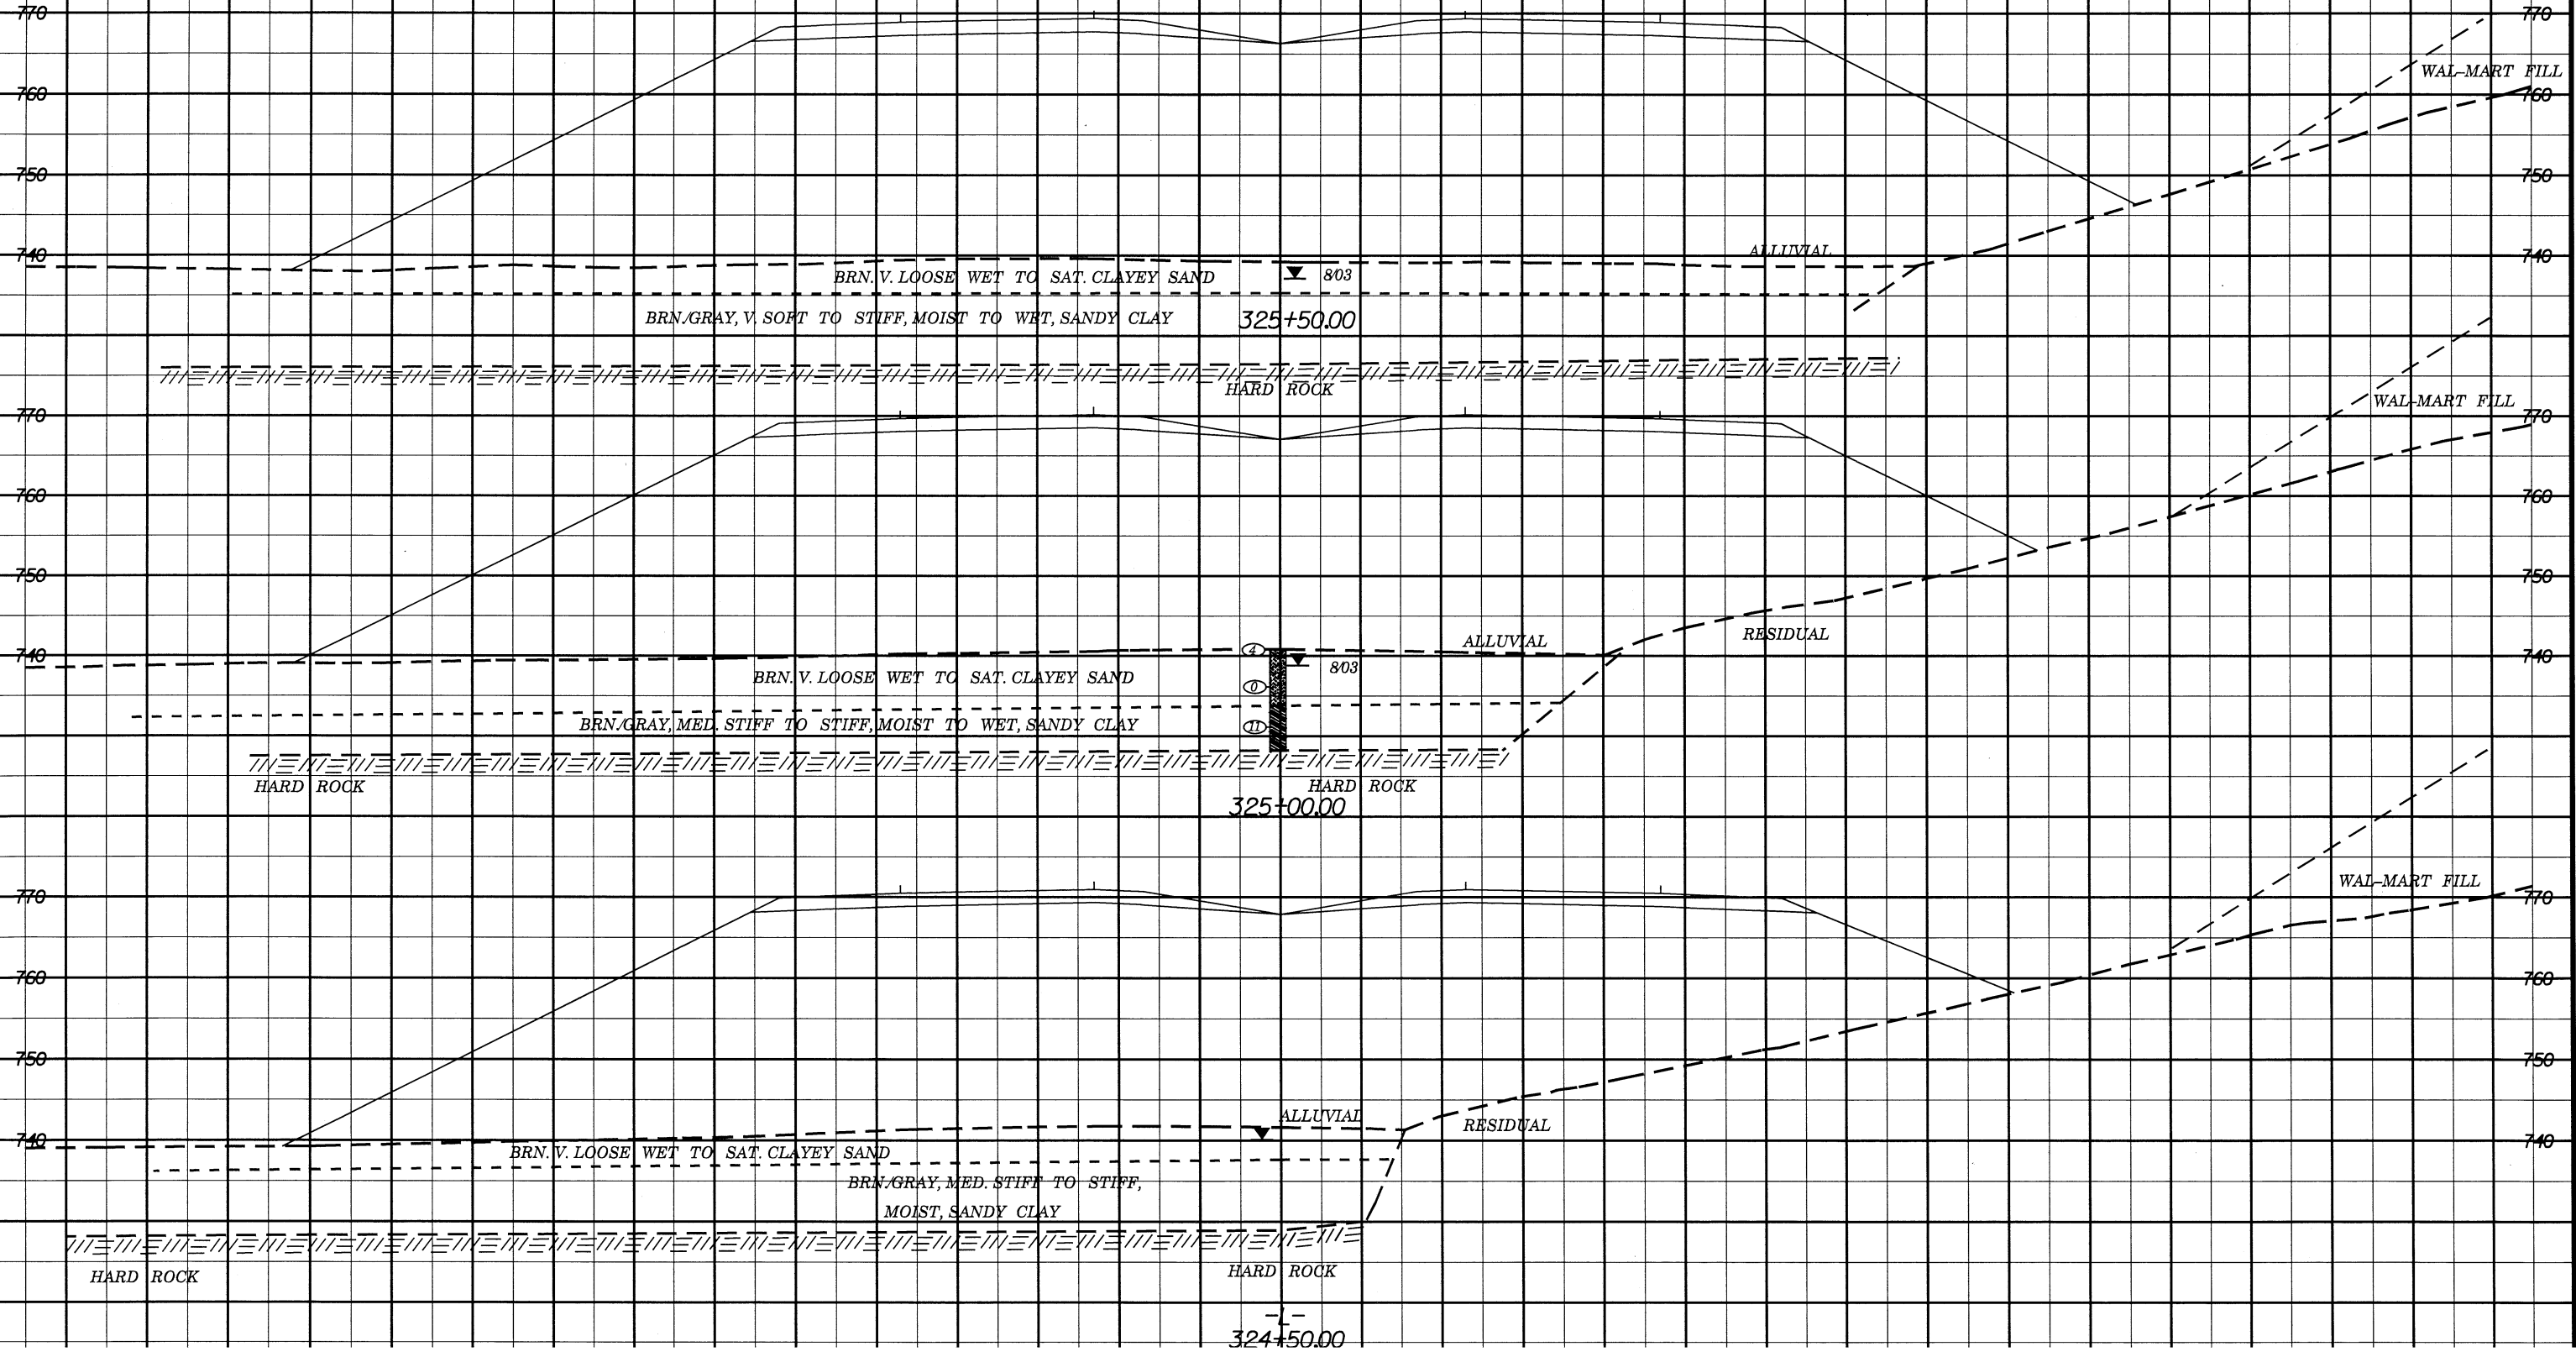 770 770
WAL-MART FILL
760 760
750 750
ALLUVIAL
740 740
BRN. V. LOOSE WET TO SAT. CLAYEY SAND 8/03
BRN./GRAY, V. SOFT TO STIFF, MOIST TO WET, SANDY CLAY 325+50.00
HARD ROCK
WAL-MART FILL
770 770
760 760
750 750
RESIDUAL
ALLUVIAL
4
740 740
8/03
BRN. V. LOOSE WET TO SAT. CLAYEY SAND
0
BRN./GRAY, MED. STIFF TO STIFF, MOIST TO WET, SANDY CLAY 11
HARD ROCK HARD ROCK
325+00.00
WAL-MART FILL
770 770
760 760
750 750
ALLUVIAL
RESIDUAL
740 740
BRN. V. LOOSE WET TO SAT. CLAYEY SAND
BRN./GRAY, MED. STIFF TO STIFF,
MOIST, SANDY CLAY
HARD ROCK HARD ROCK
-L-
324+50.00